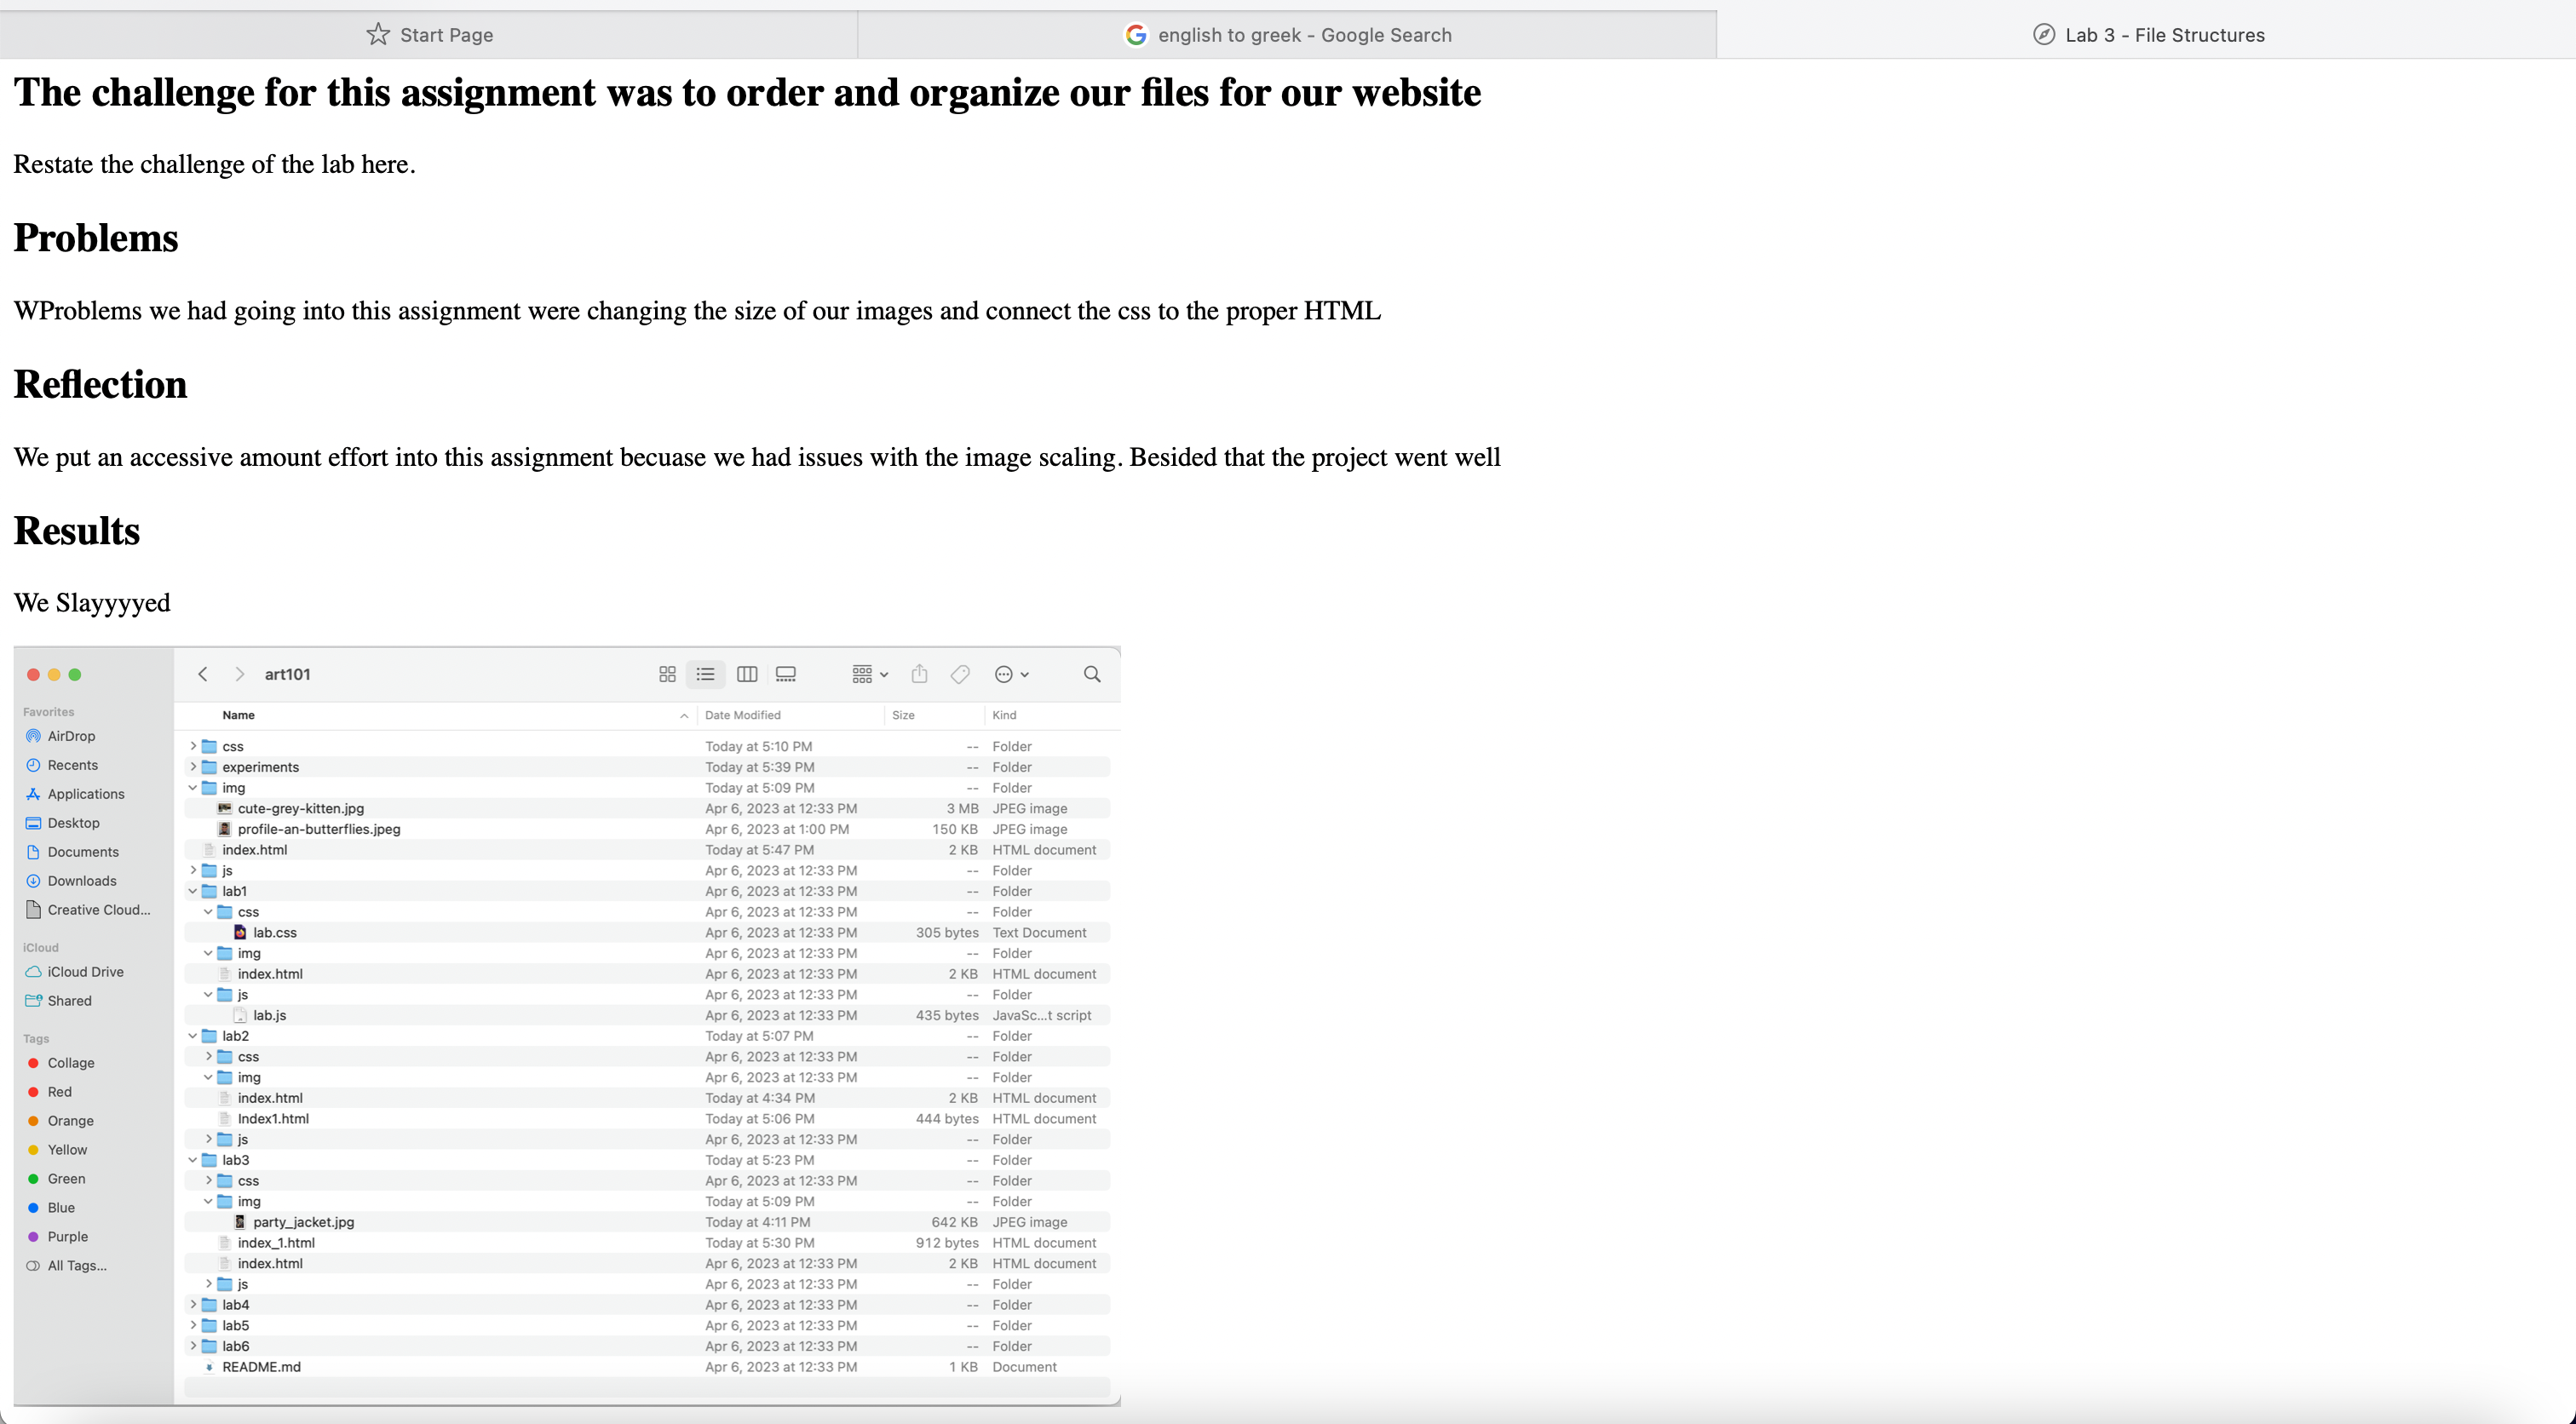 Start Page
english to greek - Google Search
Lab 3 - File Structures
The challenge for this assignment was to order and organize our files for our website
Restate the challenge of the lab here.
Problems
WProblems we had going into this assignment were changing the size of our images and connect the css to the proper HTML
Reflection
We put an accessive amount effort into this assignment becuase we had issues with the image scaling. Besided that the project went well
Results
We Slayyyyed
art101
Favorites
AirDrop
Recents
Applications
Desktop
Documents
Downloads
Creative Cloud...
iCloud
iCloud Drive
Shared
Tags
Collage
Red
Orange
Yellow
Green
Blue
Purple
All Tags...
Name Date Modified Size Kind
css Today at 5:10 PM -- Folder
experiments Today at 5:39 PM -- Folder
img Today at 5:09 PM -- Folder
cute-grey-kitten.jpg Apr 6, 2023 at 12:33 PM 3 MB JPEG image
profile-an-butterflies.jpeg Apr 6, 2023 at 1:00 PM 150 KB JPEG image
index.html Today at 5:47 PM 2 KB HTML document
js Apr 6, 2023 at 12:33 PM -- Folder
lab1 Apr 6, 2023 at 12:33 PM -- Folder
css Apr 6, 2023 at 12:33 PM -- Folder
lab.css Apr 6, 2023 at 12:33 PM 305 bytes Text Document
img Apr 6, 2023 at 12:33 PM -- Folder
index.html Apr 6, 2023 at 12:33 PM 2 KB HTML document
js Apr 6, 2023 at 12:33 PM -- Folder
lab.js Apr 6, 2023 at 12:33 PM 435 bytes JavaSc...t script
lab2 Today at 5:07 PM -- Folder
css Apr 6, 2023 at 12:33 PM -- Folder
img Apr 6, 2023 at 12:33 PM -- Folder
index.html Today at 4:34 PM 2 KB HTML document
Index1.html Today at 5:06 PM 444 bytes HTML document
js Apr 6, 2023 at 12:33 PM -- Folder
lab3 Today at 5:23 PM -- Folder
css Apr 6, 2023 at 12:33 PM -- Folder
img Today at 5:09 PM -- Folder
party_jacket.jpg Today at 4:11 PM 642 KB JPEG image
index_1.html Today at 5:30 PM 912 bytes HTML document
index.html Apr 6, 2023 at 12:33 PM 2 KB HTML document
js Apr 6, 2023 at 12:33 PM -- Folder
lab4 Apr 6, 2023 at 12:33 PM -- Folder
lab5 Apr 6, 2023 at 12:33 PM -- Folder
lab6 Apr 6, 2023 at 12:33 PM -- Folder
README.md Apr 6, 2023 at 12:33 PM 1 KB Document